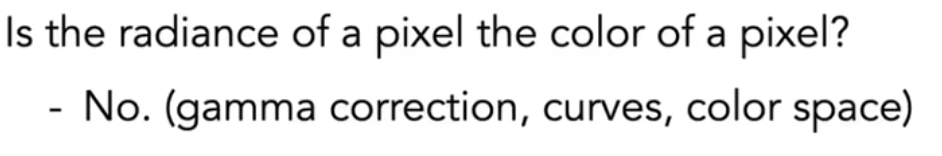 Is the radiance of a pixel the color of a pixel?
- No. (gamma correction, curves, color space)